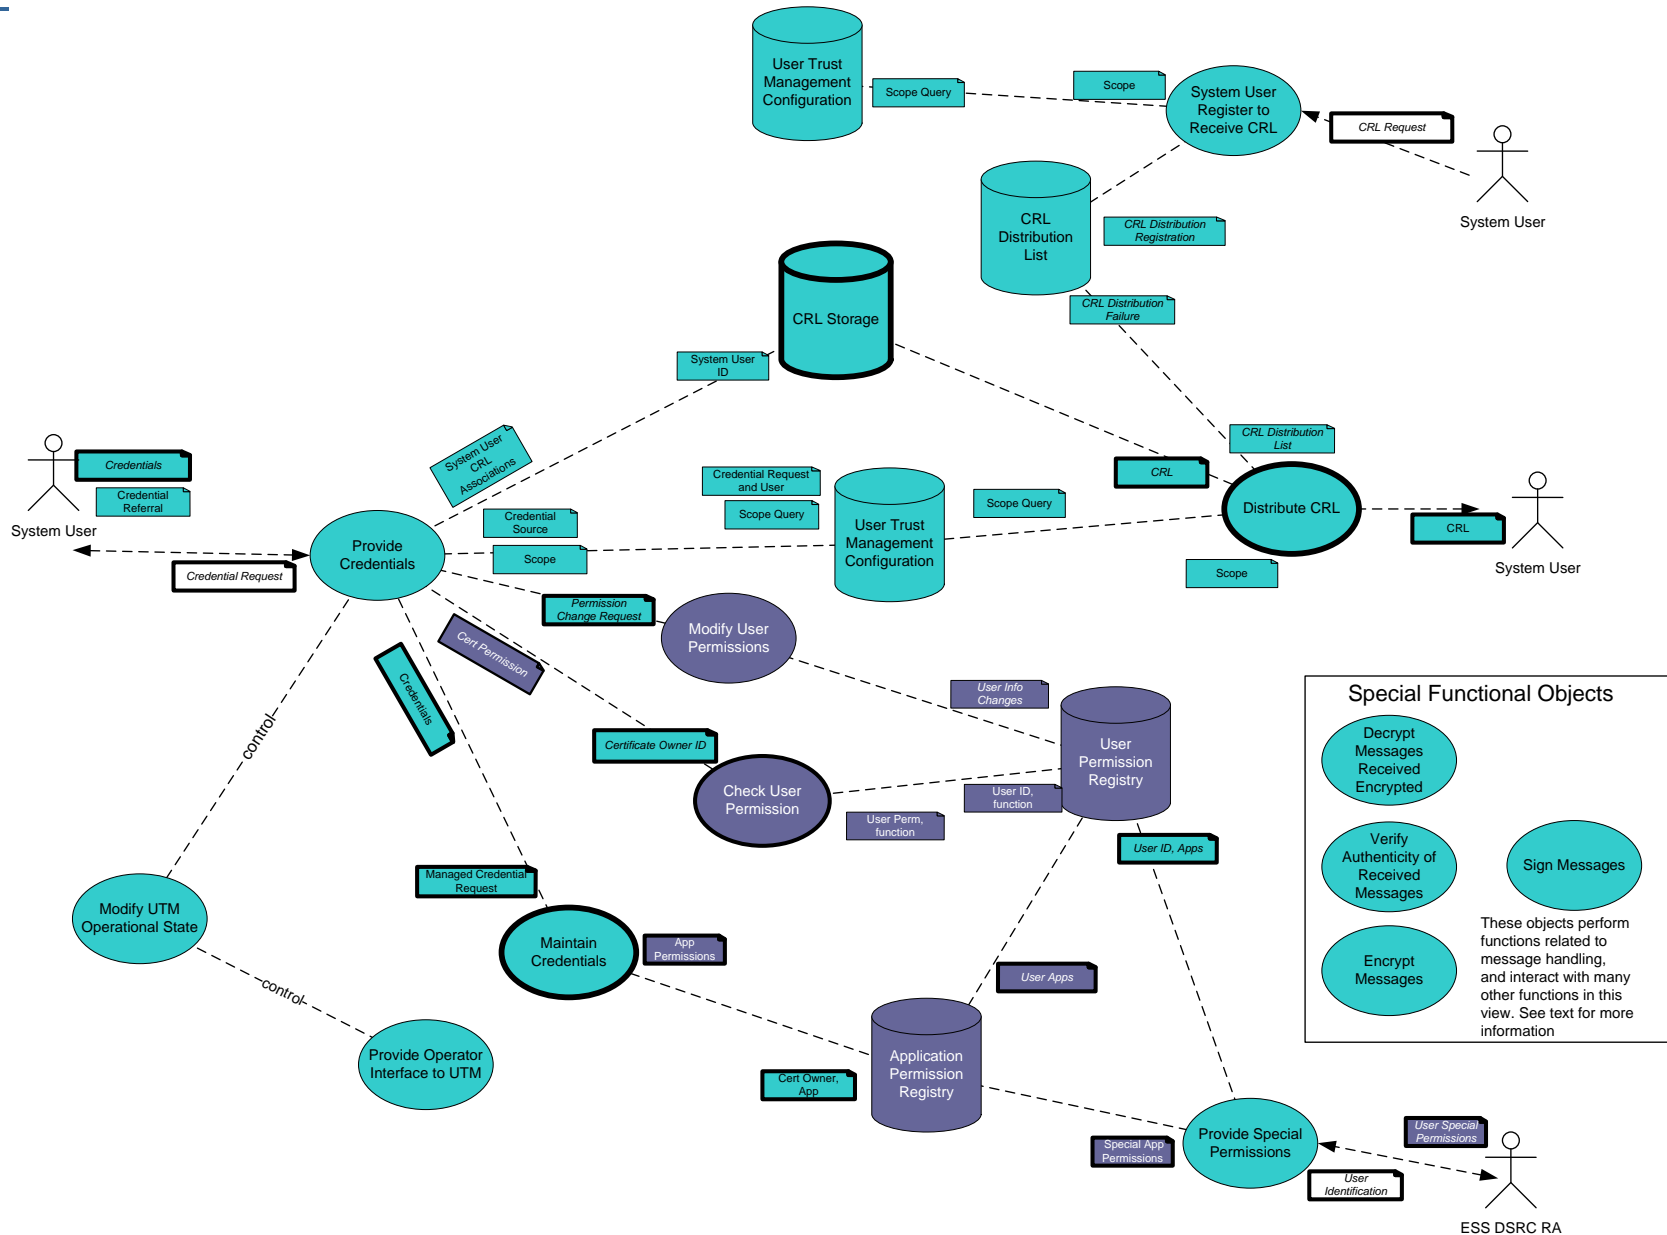 User Trust
Management
Configuration
Scope Query
Scope
System User
Register to
Receive CRL
CRL Request
System User
CRL
Distribution
List
CRL Distribution
Registration
CRL Distribution
Failure
CRL Storage
System User
ID
System User
CRL
Associations
CRL Distribution
List
CRL
Distribute CRL
CRL
System User
Scope
Credentials
Credential
Referral
System User
Credential Request
Provide
Credentials
Credential
Source
Scope
Credential Request
and User
Scope Query
User Trust
Management
Configuration
Scope Query
Permission
Change Request
Modify User
Permissions
Cert Permission
Credentials
Certificate Owner ID
Check User
Permission
User Info
Changes
User
Permission
Registry
User ID,
function
User Perm,
function
User ID, Apps
control
Modify UTM
Operational State
control
Provide Operator
Interface to UTM
Managed Credential
Request
Maintain
Credentials
App
Permissions
User Apps
Application
Permission
Registry
Cert Owner,
App
Special App
Permissions
Provide Special
Permissions
User Special
Permissions
User
Identification
ESS DSRC RA
Special Functional Objects
Decrypt
Messages
Received
Encrypted
Verify
Authenticity of
Received
Messages
Sign Messages
Encrypt
Messages
These objects perform
functions related to
message handling,
and interact with many
other functions in this
view. See text for more
information